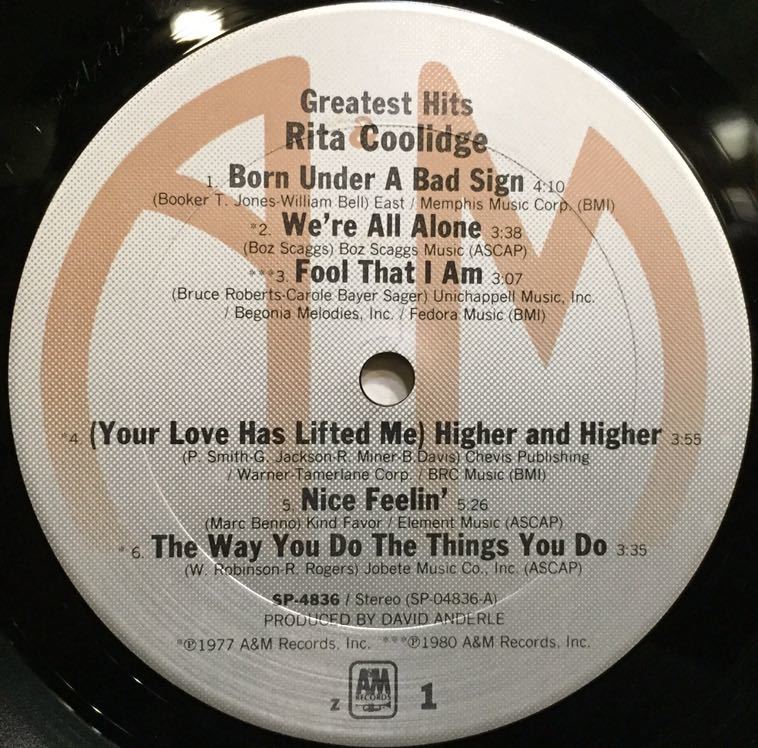 Greatest Hits
Rita Coolidge
1. Born Under A Bad Sign 4:10
(Booker T. Jones-William Bell) East / Memphis Music Corp. (BMI)
*2. We're All Alone 3:38
(Boz Scaggs) Boz Scaggs Music (ASCAP)
***3. Fool That I Am 3:07
(Bruce Roberts-Carole Bayer Sager) Unichappell Music, Inc.
/ Begonia Melodies, Inc. / Fedora Music (BMI)
*4 (Your Love Has Lifted Me) Higher and Higher 3:55
(P. Smith-G. Jackson-R. Miner-B.Davis) Chevis Publishing
/ Warner-Tamerlane Corp. / BRC Music (BMI)
5. Nice Feelin' 5:26
(Marc Benno) Kind Favor / Element Music (ASCAP)
* 6. The Way You Do The Things You Do 3:35
(W. Robinson-R. Rogers) Jobete Music Co., Inc. (ASCAP)
SP-4836 / Stereo (SP-04836-A)
PRODUCED BY DAVID ANDERLE
*℗1977 A&M Records, Inc. ***℗1980 A&M Records, Inc.
z A&M RECORDS 1